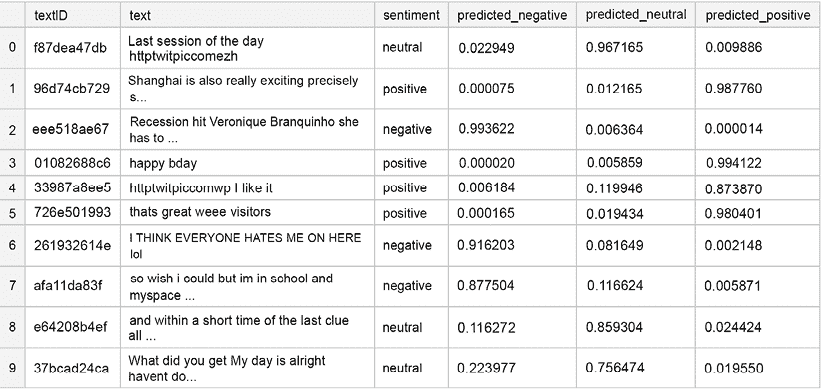 textID text sentiment predicted_negative predicted_neutral predicted_positive
0 f87dea47db Last session of the day
httptwitpiccomezh neutral 0.022949 0.967165 0.009886
1 96d74cb729 Shanghai is also really exciting precisely
s... positive 0.000075 0.012165 0.987760
2 eee518ae67 Recession hit Veronique Branquinho she
has to ... negative 0.993622 0.006364 0.000014
3 01082688c6 happy bday positive 0.000020 0.005859 0.994122
4 33987a8ee5 httptwitpiccomwp I like it positive 0.006184 0.119946 0.873870
5 726e501993 thats great weee visitors positive 0.000165 0.019434 0.980401
6 261932614e I THINK EVERYONE HATES ME ON HERE
lol negative 0.916203 0.081649 0.002148
7 afa11da83f so wish i could but im in school and
myspace ... negative 0.877504 0.116624 0.005871
8 e64208b4ef and within a short time of the last clue
all ... neutral 0.116272 0.859304 0.024424
9 37bcad24ca What did you get My day is alright
havent do... neutral 0.223977 0.756474 0.019550